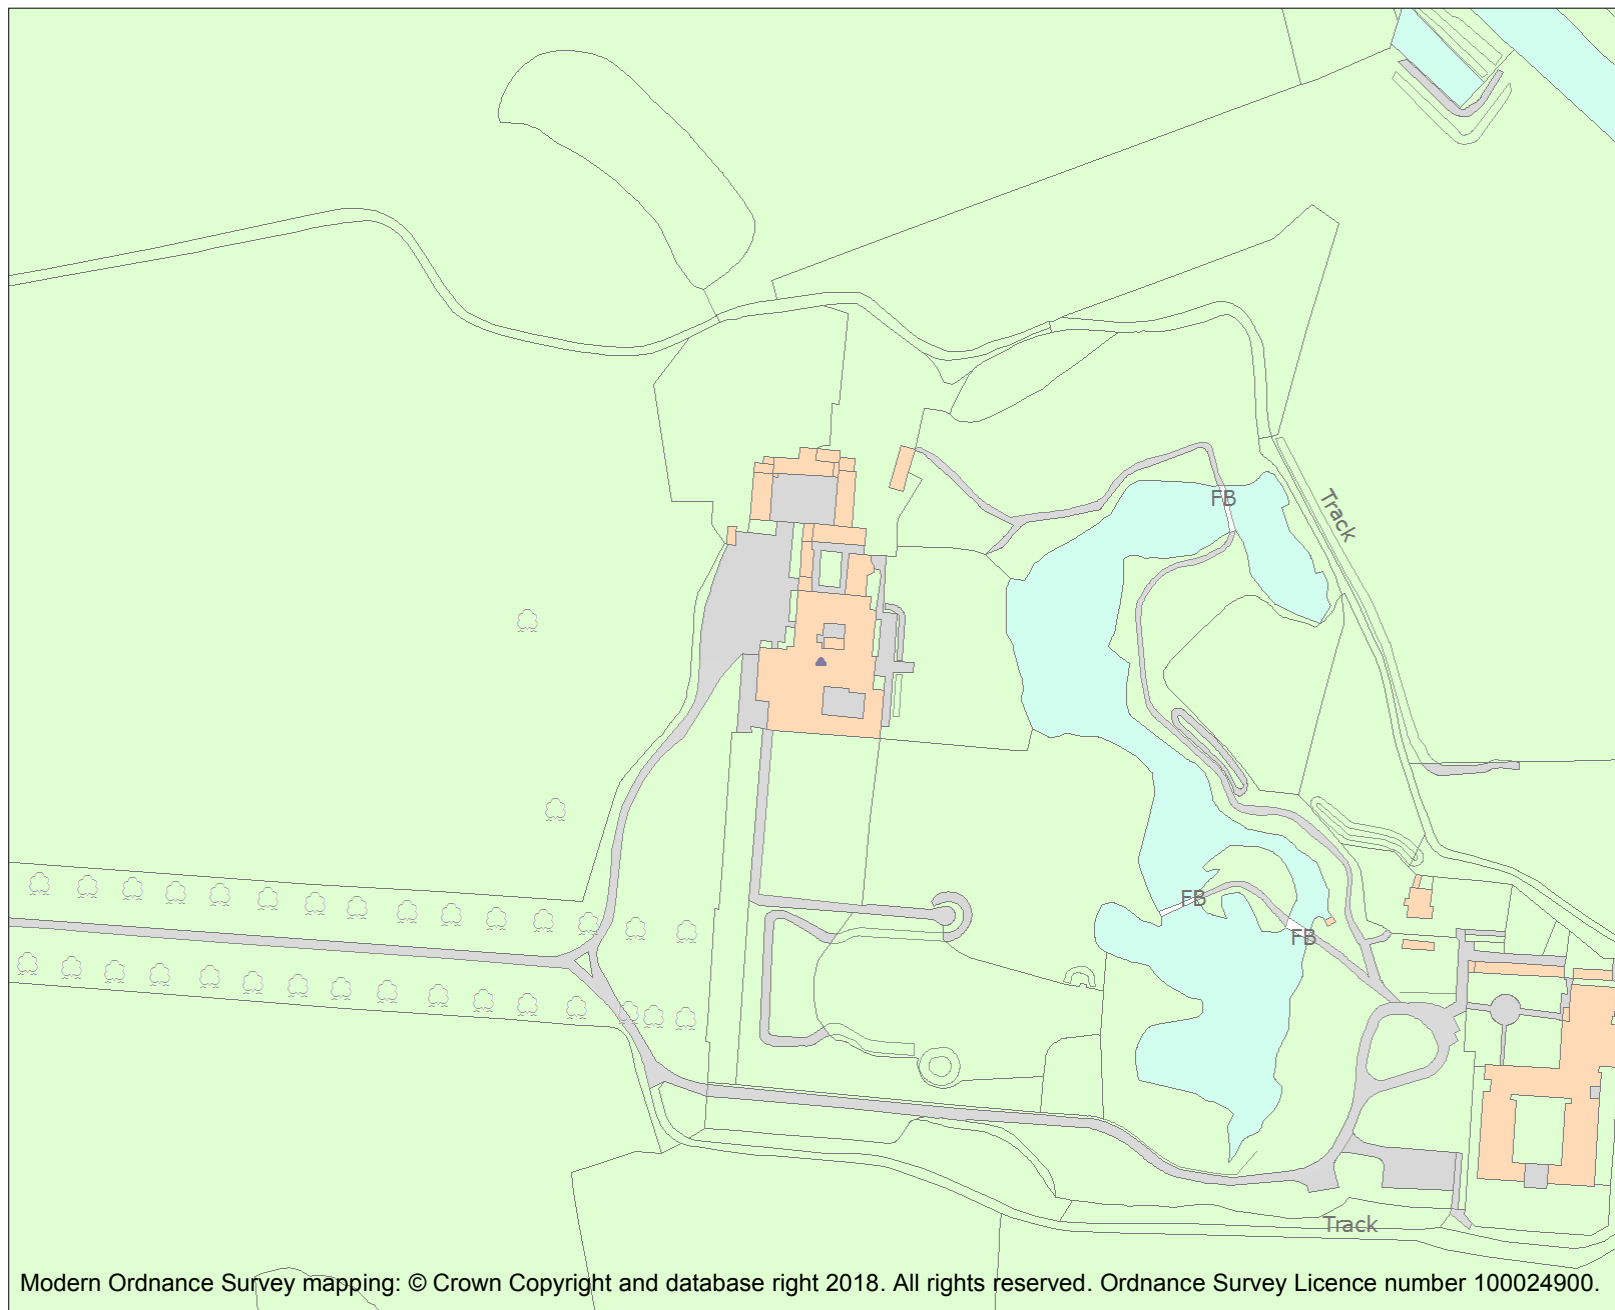 FB
Track
FB
FB
Track
Modern Ordnance Survey mapping: © Crown Copyright and database right 2018. All rights reserved. Ordnance Survey Licence number 100024900.